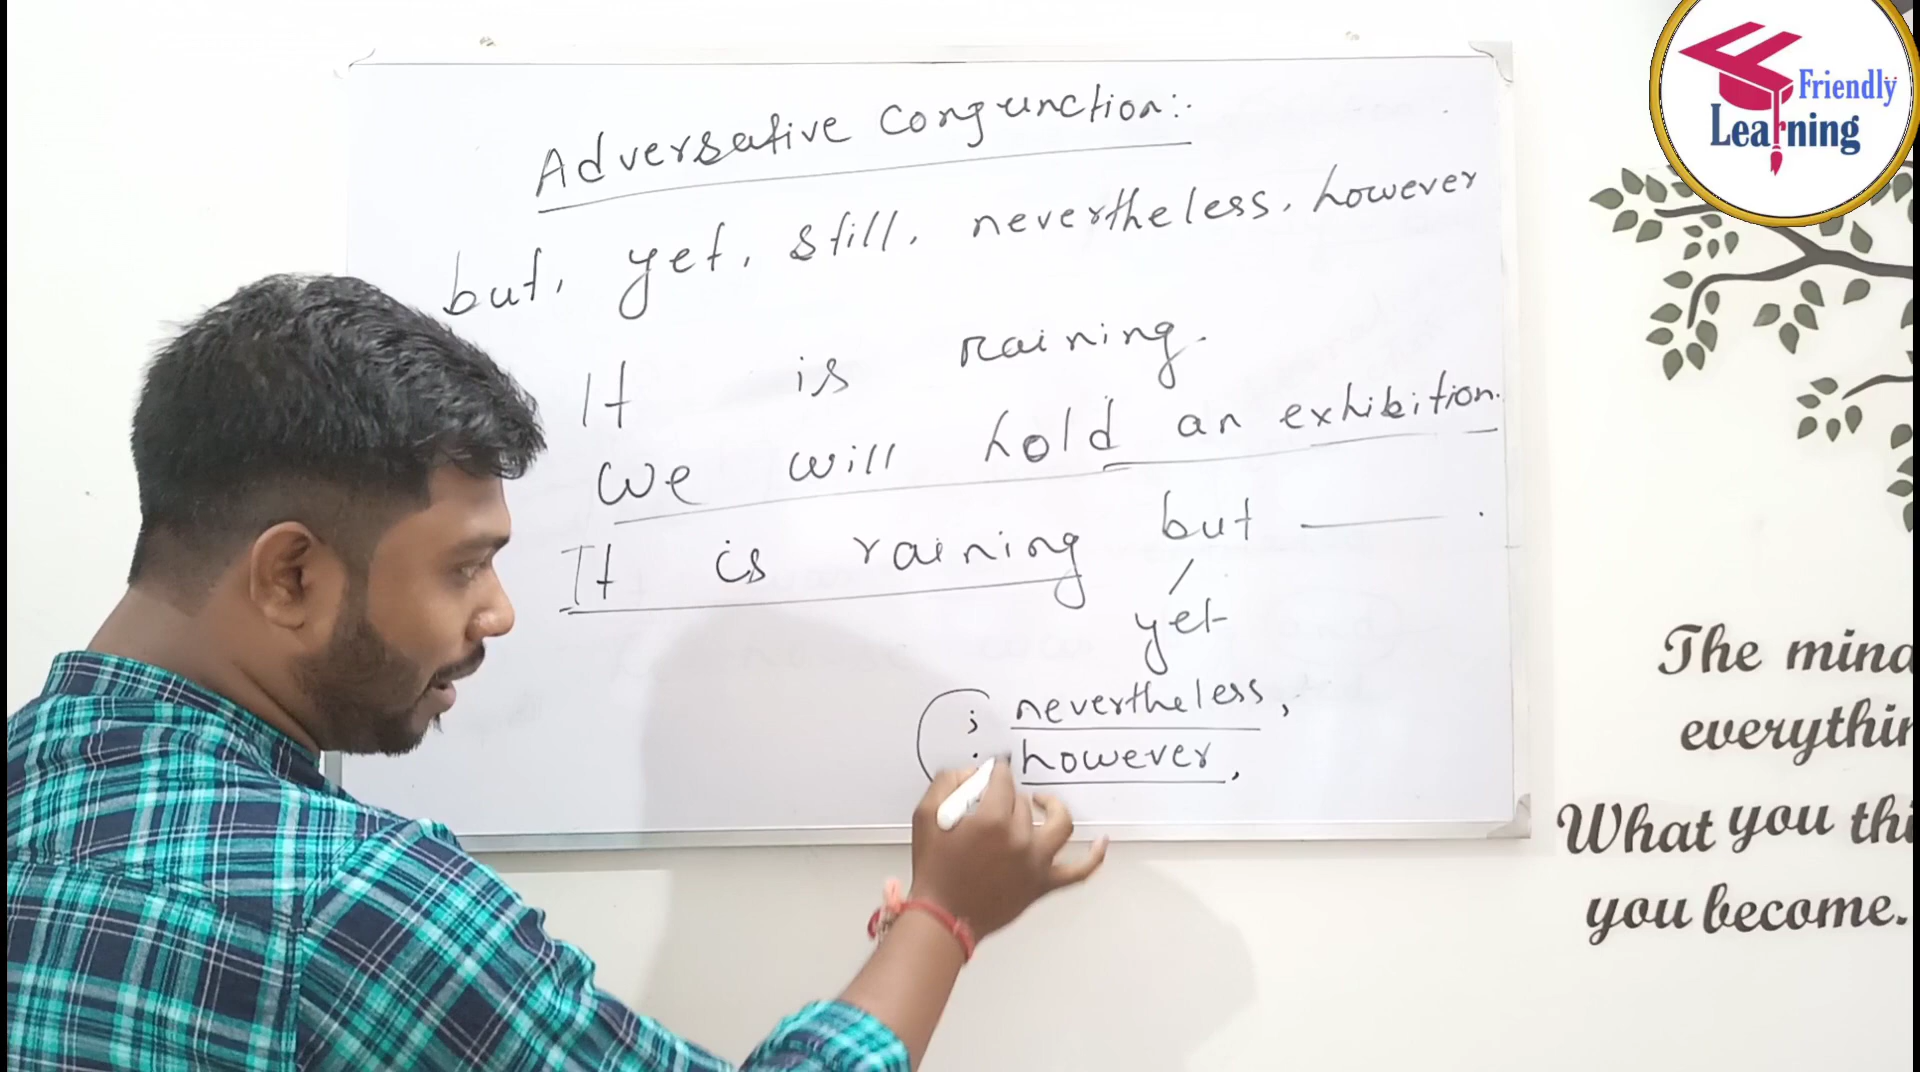 Adversative Conjunction:-
but, yet, still, nevertheless, however
It is raining.
We will hold an exhibition.
It is raining but ——— .
/
yet
; nevertheless,
; however,
Friendly
Learning
The mind
everythin
What you thi
you become.